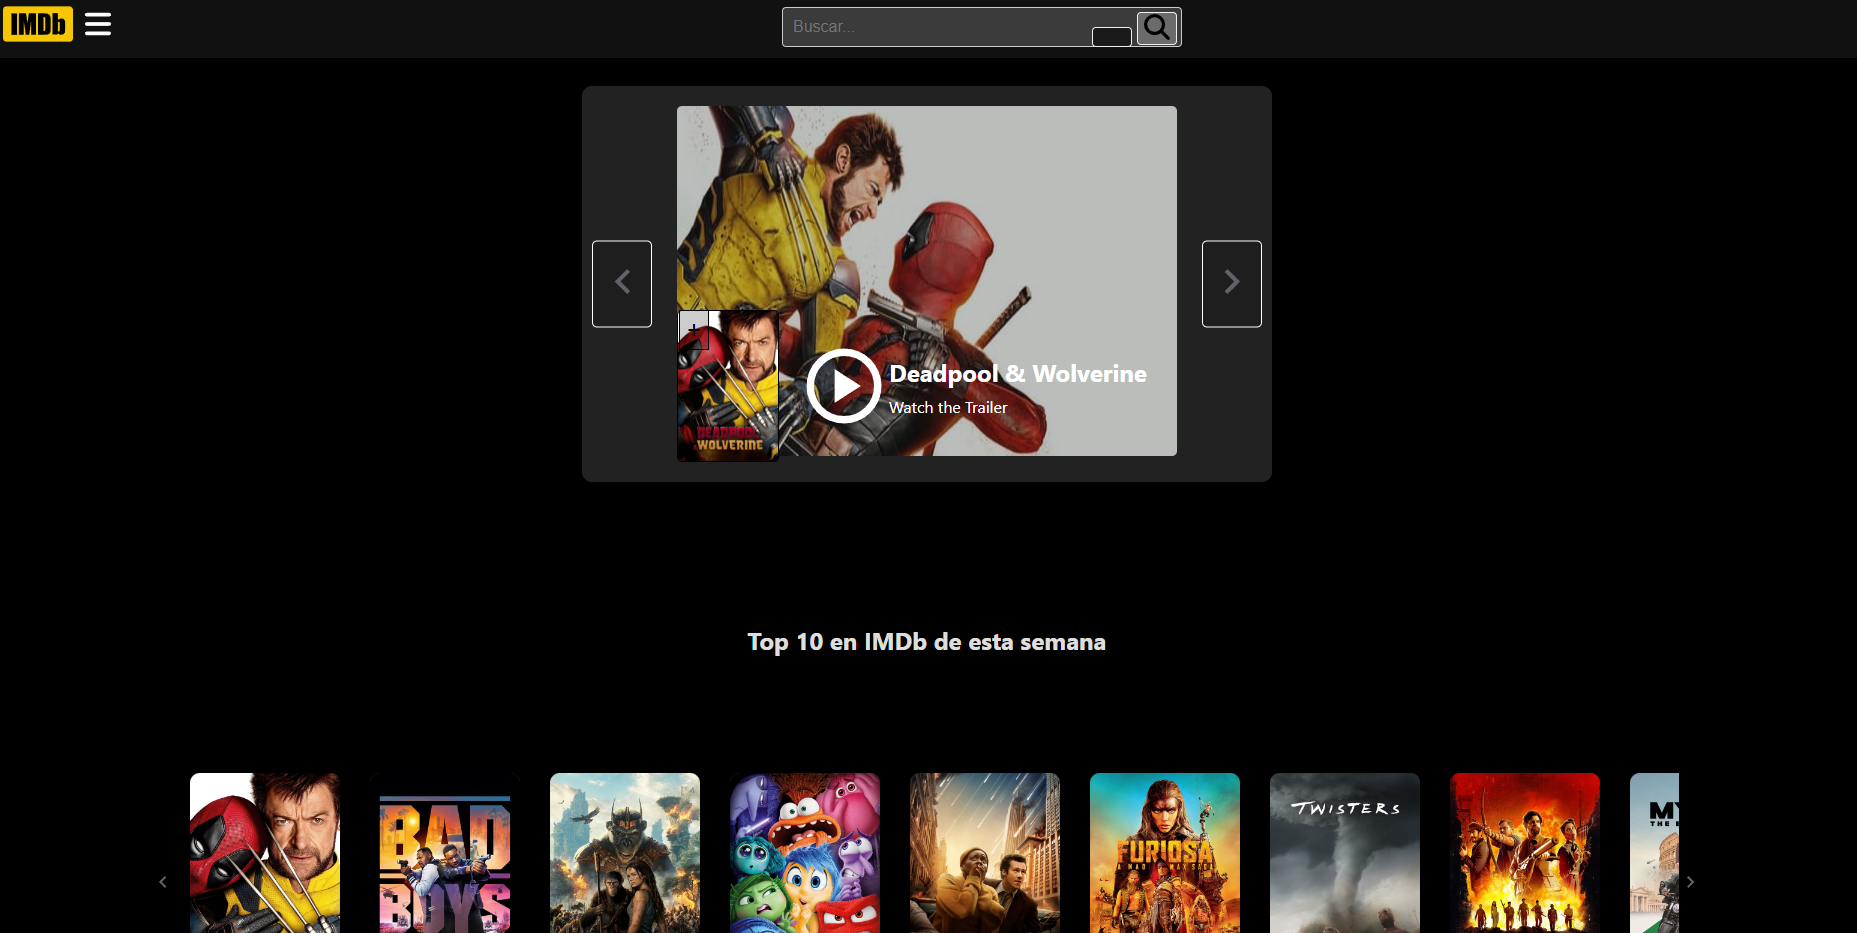 IMDb
Buscar...
+
DEADPOOL
WOLVERINE
Deadpool & Wolverine
Watch the Trailer
Top 10 en IMDb de esta semana
BAD
BOYS
FURIOSA
TWISTERS
MY